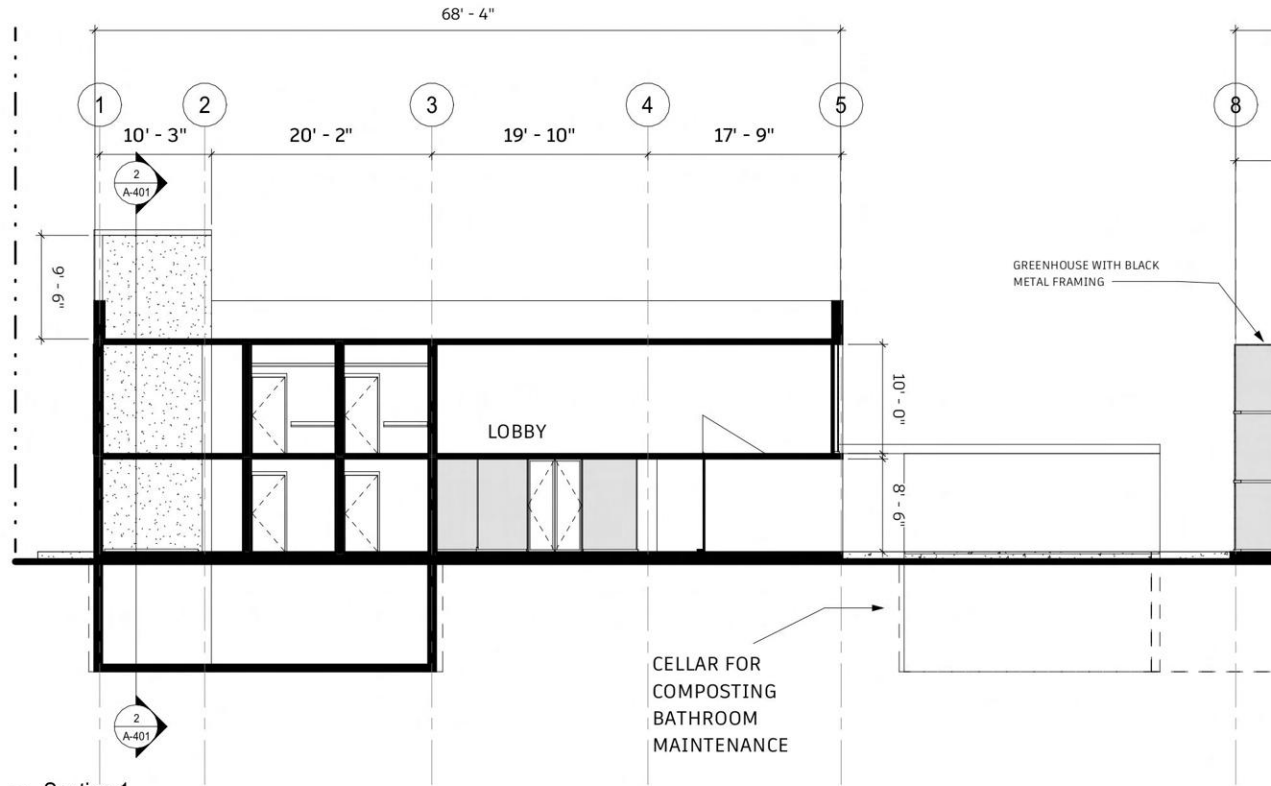 68' - 4"
1
2
3
4
5
8
10' - 3"
20' - 2"
19' - 10"
17' - 9"
2
A-401
9' - 6"
GREENHOUSE WITH BLACK
METAL FRAMING
10' - 0"
LOBBY
8' - 6"
CELLAR FOR
COMPOSTING
BATHROOM
MAINTENANCE
2
A-401